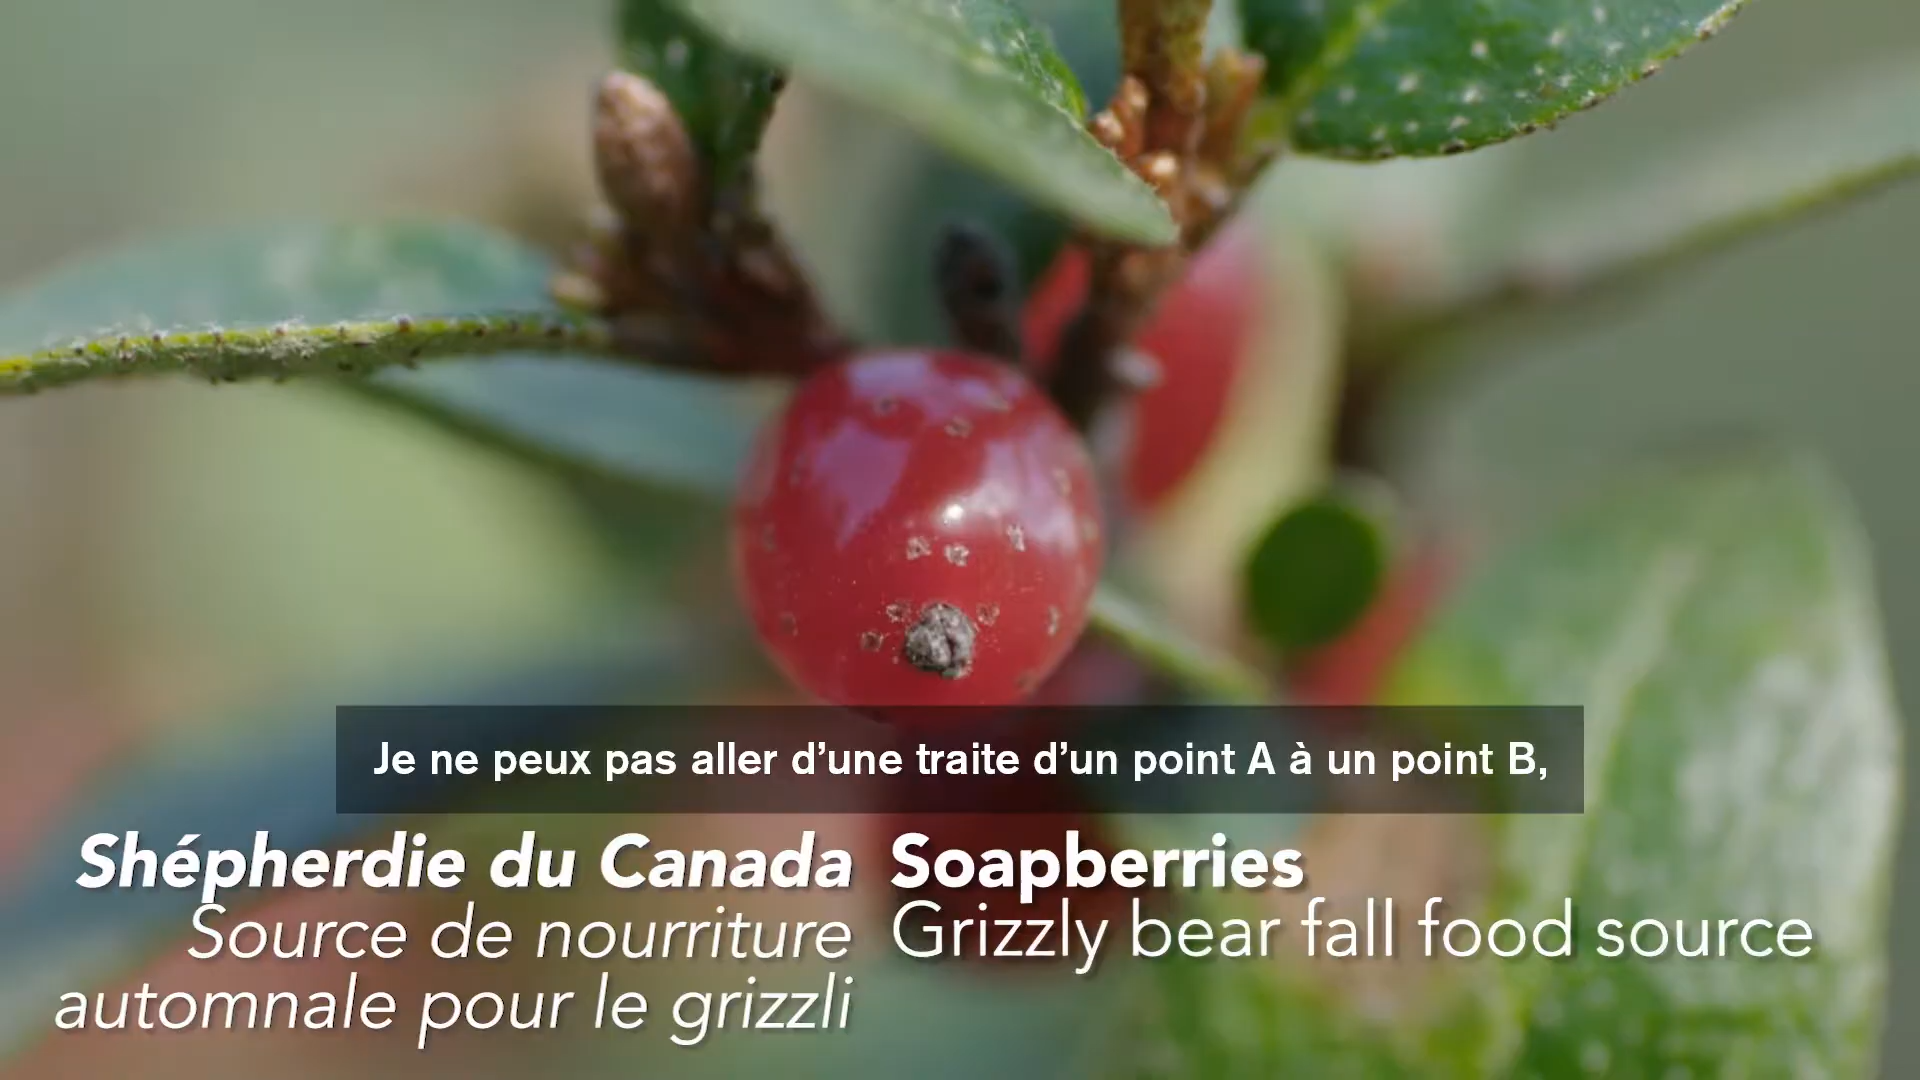 Je ne peux pas aller d’une traite d’un point A à un point B,
Shépherdie du Canada
Source de nourriture
automnale pour le grizzli
Soapberries
Grizzly bear fall food source